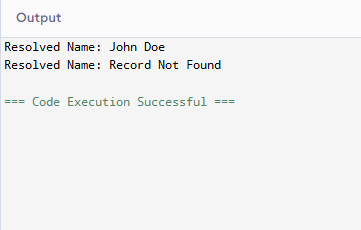 Output
Resolved Name: John Doe
Resolved Name: Record Not Found
=== Code Execution Successful ===